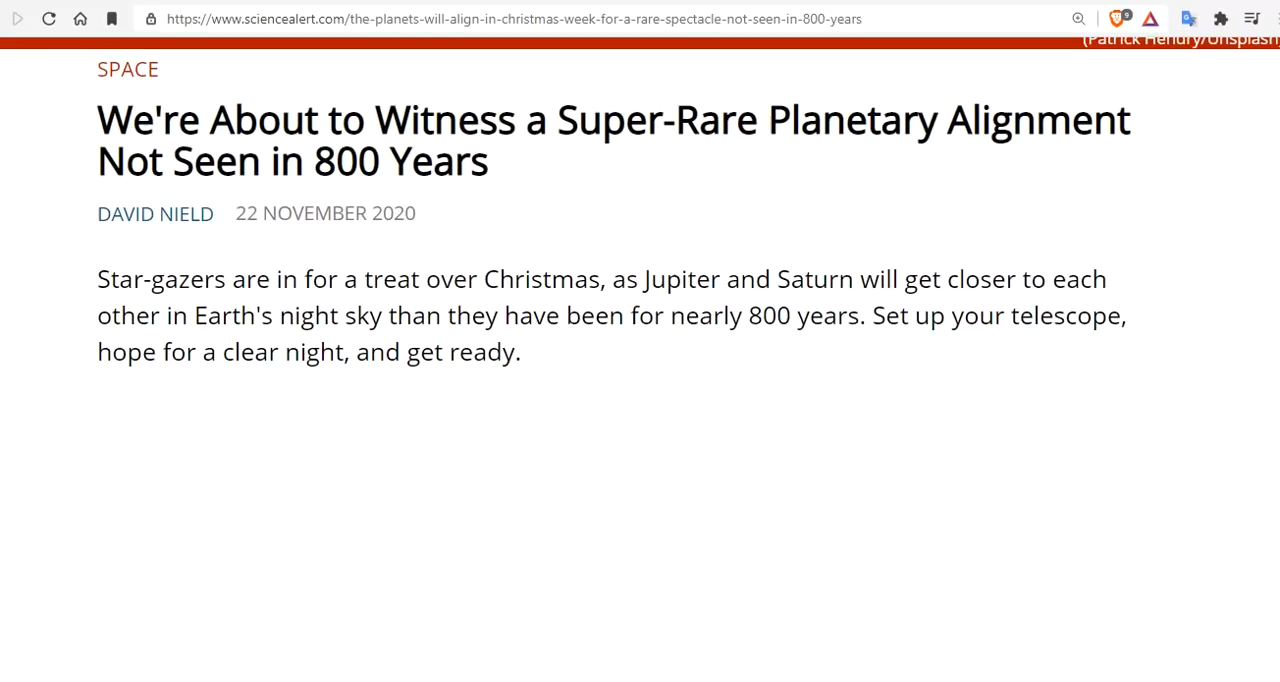 https://www.sciencealert.com/the-planets-will-align-in-christmas-week-for-a-rare-spectacle-not-seen-in-800-years
9
(Patrick Hendry/Unsplash
SPACE
We're About to Witness a Super-Rare Planetary Alignment
Not Seen in 800 Years
DAVID NIELD 22 NOVEMBER 2020
Star-gazers are in for a treat over Christmas, as Jupiter and Saturn will get closer to each
other in Earth's night sky than they have been for nearly 800 years. Set up your telescope,
hope for a clear night, and get ready.